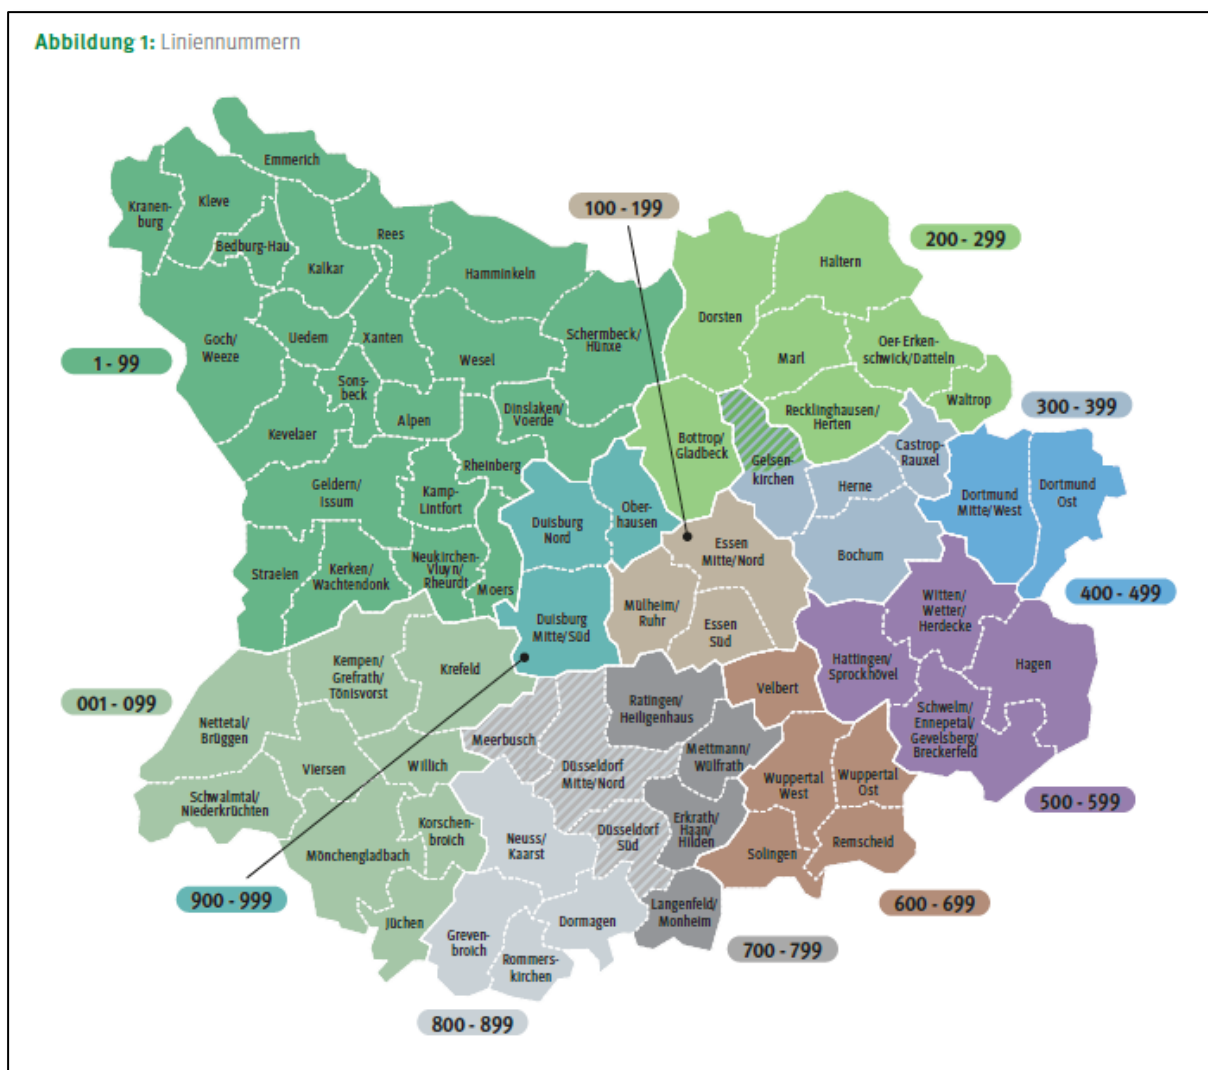 Abbildung 1: Liniennummern
Emmerich
Kranen-
burg
Kleve
Bedburg-Hau
Kalkar
Rees
Hamminkeln
100 - 199
200 - 299
Haltern
Goch/
Weeze
Uedem
Xanten
Wesel
Schermbeck/
Hünxe
Dorsten
Marl
Oer-Erken-
schwick/Datteln
Waltrop
1 - 99
Sons-
beck
Alpen
Dinslaken/
Voerde
Recklinghausen/
Herten
300 - 399
Kevelaer
Rheinberg
Bottrop/
Gladbeck
Gelsen-
kirchen
Castrop-
Rauxel
Herne
Geldern/
Issum
Kamp-
Lintfort
Duisburg
Nord
Ober-
hausen
Dortmund
Mitte/West
Dortmund
Ost
Essen
Mitte/Nord
Bochum
Straelen
Kerken/
Wachtendonk
Neukirchen-
Vluyn/
Rheurdt
Moers
400 - 499
Duisburg
Mitte/Süd
Mülheim/
Ruhr
Essen
Süd
Witten/
Wetter/
Herdecke
Hattingen/
Sprockhövel
Hagen
Kempen/
Grefrath/
Tönisvorst
Krefeld
001 - 099
Nettetal/
Brüggen
Ratingen/
Heiligenhaus
Velbert
Schwelm/
Ennepetal/
Gevelsberg/
Breckerfeld
Meerbusch
Mettmann/
Wülfrath
Viersen
Willich
Düsseldorf
Mitte/Nord
Wuppertal
West
Wuppertal
Ost
500 - 599
Schwalmtal/
Niederkrüchten
Korschen-
broich
Neuss/
Kaarst
Düsseldorf
Süd
Erkrath/
Haan/
Hilden
Solingen
Remscheid
Mönchengladbach
900 - 999
600 - 699
Jüchen
Greven-
broich
Dormagen
Langenfeld/
Monheim
700 - 799
Rommers-
kirchen
800 - 899